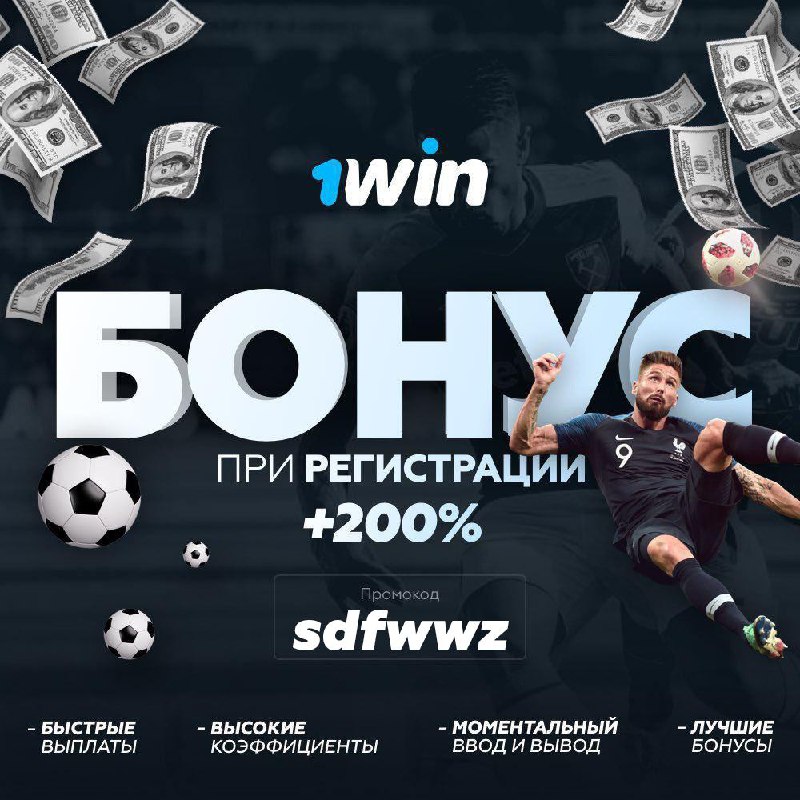 1win
БОНУС
ПРИ РЕГИСТРАЦИИ
+200%
Промокод
sdfwwz
- БЫСТРЫЕ
ВЫПЛАТЫ
- ВЫСОКИЕ
КОЭФФИЦИЕНТЫ
- МОМЕНТАЛЬНЫЙ
ВВОД И ВЫВОД
- ЛУЧШИЕ
БОНУСЫ
9